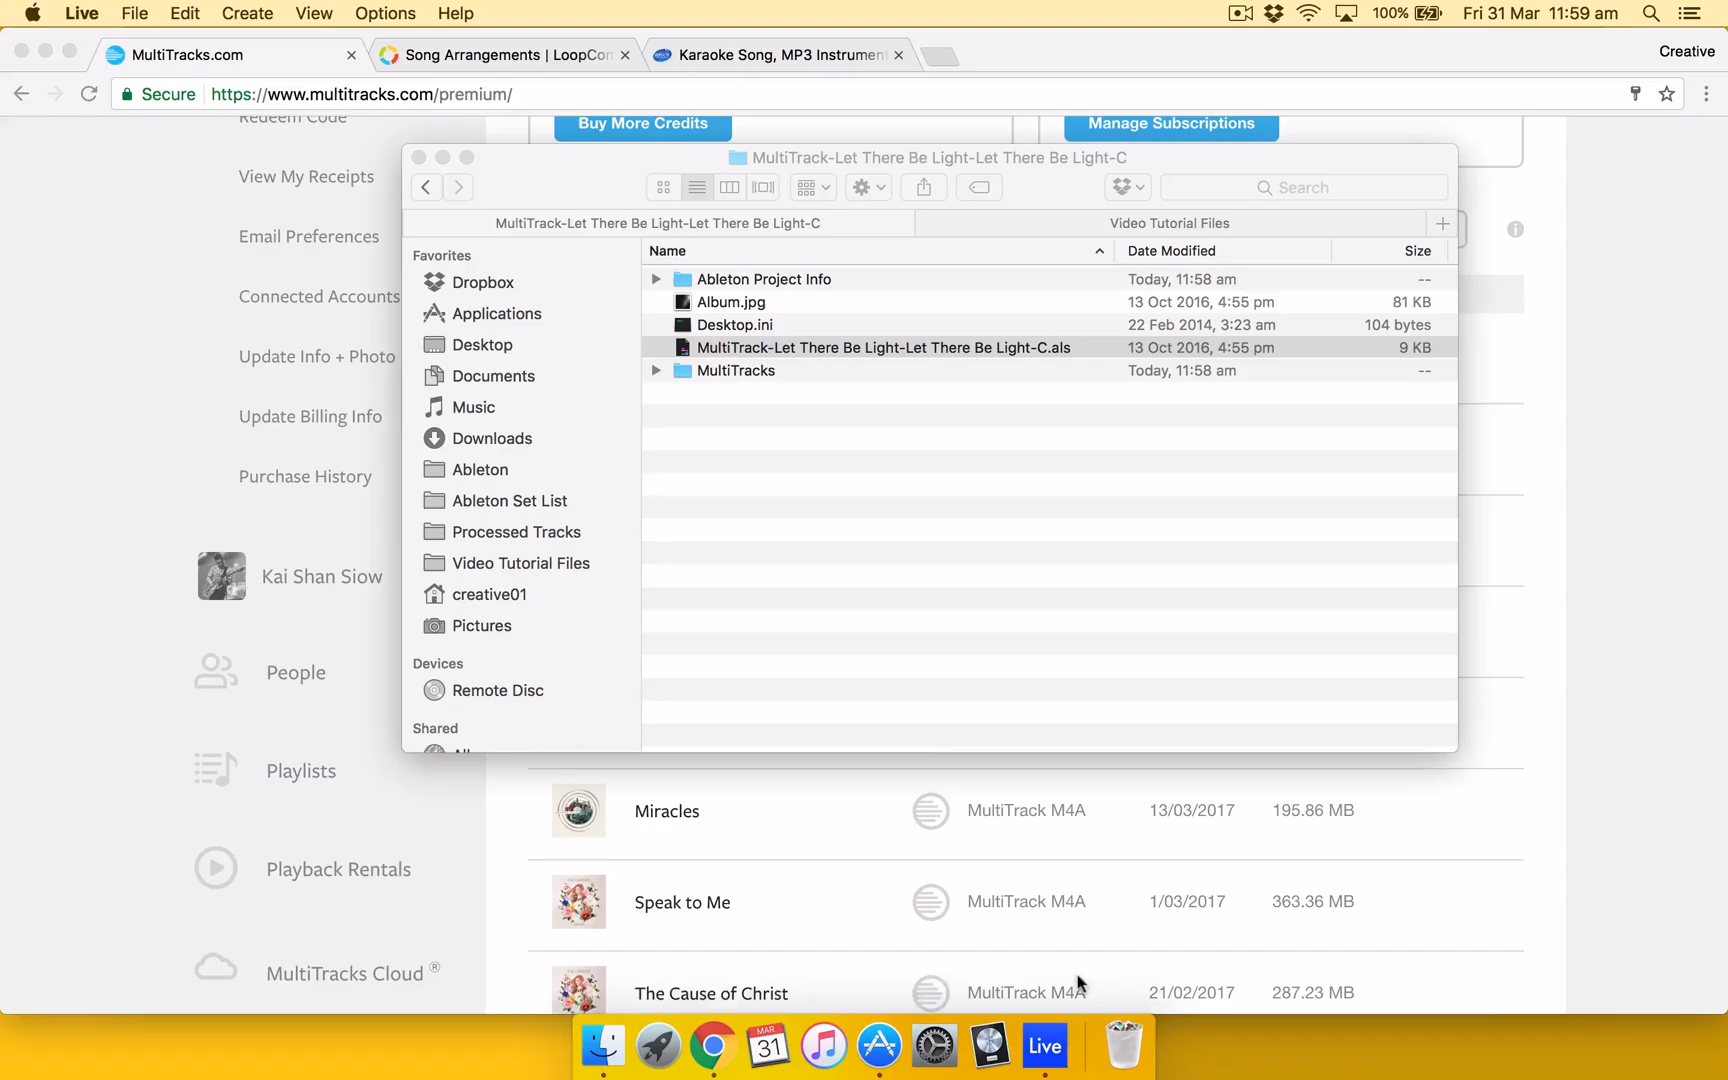 Live File Edit Create View Options Help 100% Fri 31 Mar 11:59 am
MultiTracks.com Song Arrangements | LoopCom Karaoke Song, MP3 Instrument Creative
Secure https://www.multitracks.com/premium/
Redeem Code
Buy More Credits Manage Subscriptions
View My Receipts
Email Preferences
Connected Accounts
Update Info + Photo
Update Billing Info
Purchase History
Kai Shan Siow
People
Playlists
Playback Rentals
MultiTracks Cloud ®
MultiTrack-Let There Be Light-Let There Be Light-C
Search
MultiTrack-Let There Be Light-Let There Be Light-C Video Tutorial Files
Favorites
Dropbox
Applications
Desktop
Documents
Music
Downloads
Ableton
Ableton Set List
Processed Tracks
Video Tutorial Files
creative01
Pictures
Devices
Remote Disc
Shared
Name Date Modified Size
Ableton Project Info Today, 11:58 am --
Album.jpg 13 Oct 2016, 4:55 pm 81 KB
Desktop.ini 22 Feb 2014, 3:23 am 104 bytes
MultiTrack-Let There Be Light-Let There Be Light-C.als 13 Oct 2016, 4:55 pm 9 KB
MultiTracks Today, 11:58 am --
Miracles MultiTrack M4A 13/03/2017 195.86 MB
Speak to Me MultiTrack M4A 1/03/2017 363.36 MB
The Cause of Christ MultiTrack M4A 21/02/2017 287.23 MB
MAR
31
Live